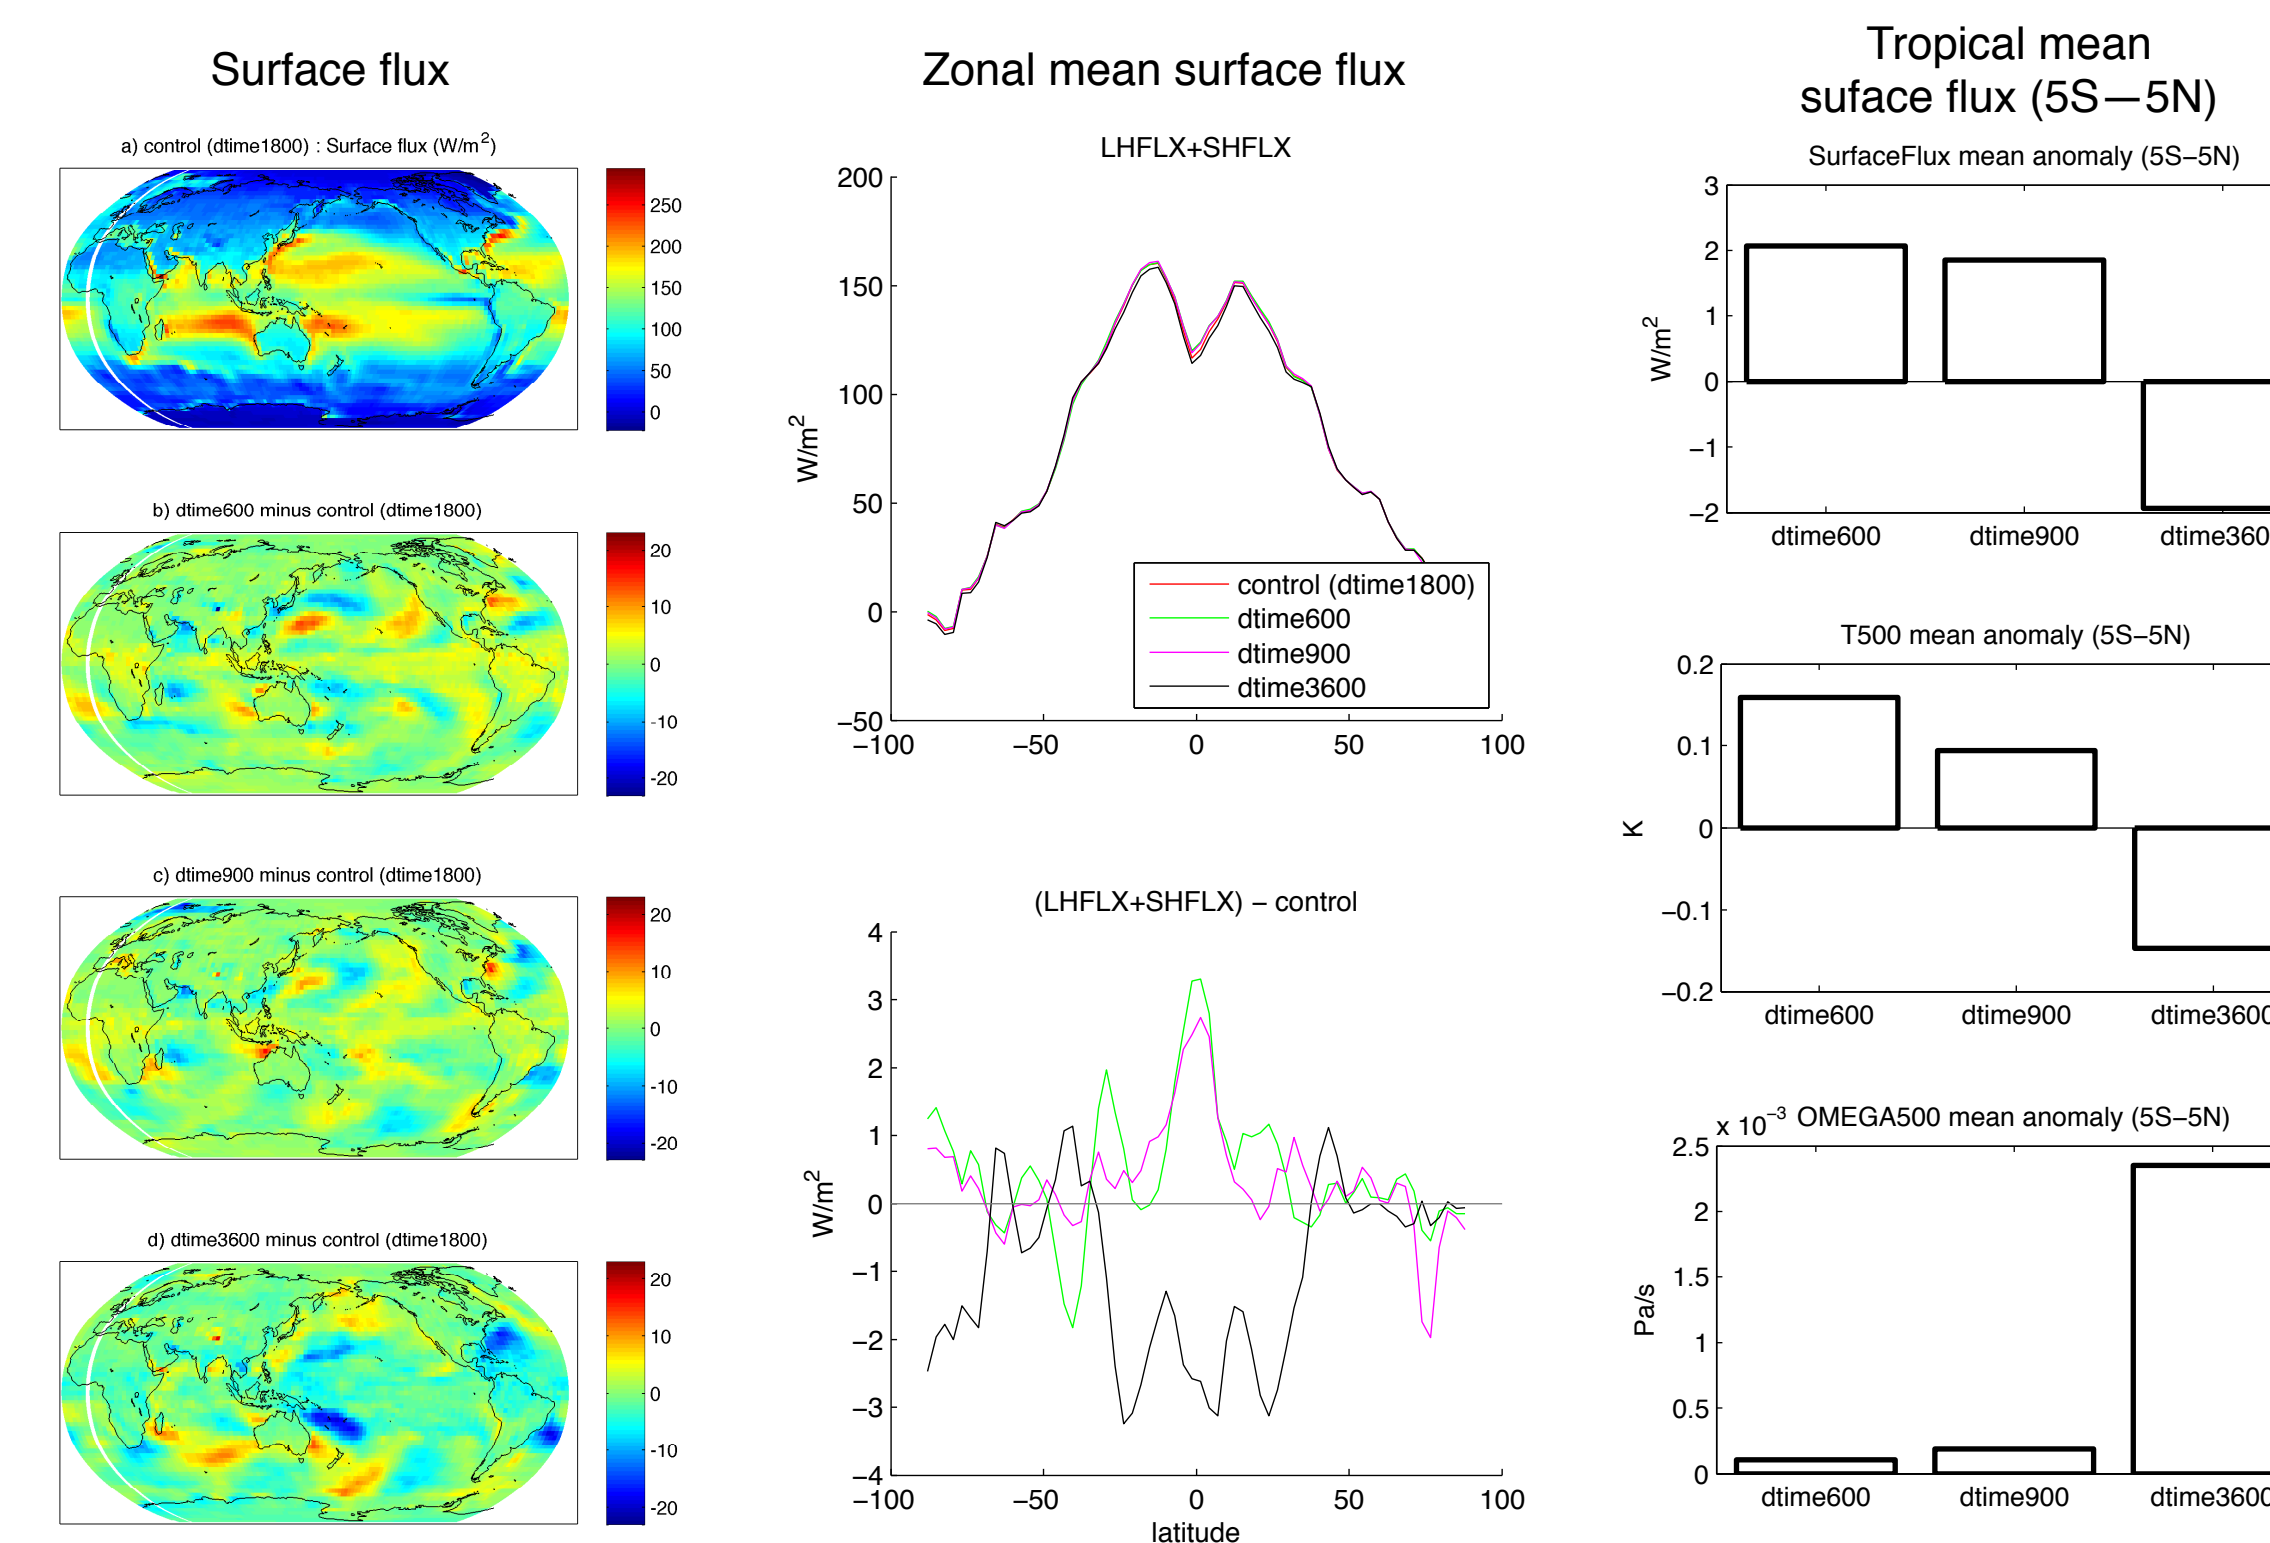 Surface flux
a) control (dtime1800) : Surface flux (W/m2)
250
200
150
100
50
0
b) dtime600 minus control (dtime1800)
20
10
0
-10
-20
c) dtime900 minus control (dtime1800)
20
10
0
-10
-20
d) dtime3600 minus control (dtime1800)
20
10
0
-10
-20
Zonal mean surface flux
LHFLX+SHFLX
200
150
100
50
0
−50
W/m2
−100 −50 0 50 100
control (dtime1800)
dtime600
dtime900
dtime3600
(LHFLX+SHFLX) − control
4
3
2
1
0
−1
−2
−3
−4
W/m2
−100 −50 0 50 100
latitude
Tropical mean
suface flux (5S—5N)
SurfaceFlux mean anomaly (5S−5N)
3
2
1
0
−1
−2
W/m2
dtime600 dtime900 dtime360
T500 mean anomaly (5S−5N)
0.2
0.1
0
−0.1
−0.2
K
dtime600 dtime900 dtime3600
x 10−3 OMEGA500 mean anomaly (5S−5N)
2.5
2
1.5
1
0.5
0
Pa/s
dtime600 dtime900 dtime3600